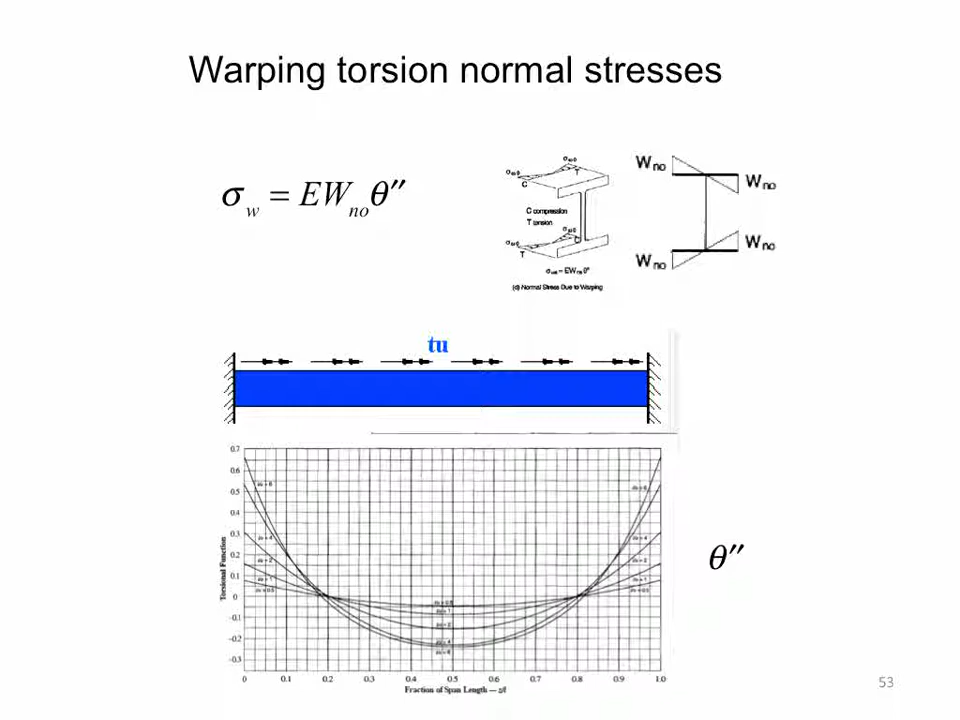 Warping torsion normal stresses
σw = EWnoθ″
C
T
C compression
T tension
C
T
(d) Normal Stress Due to Warping
Wno
Wno
Wno
Wno
tu
0.7
0.6
0.5
0.4
0.3
0.2
0.1
0
-0.1
-0.2
-0.3
Torsional Function
0 0.1 0.2 0.3 0.4 0.5 0.6 0.7 0.8 0.9 1.0
Fraction of Span Length — z/l
θ″
53